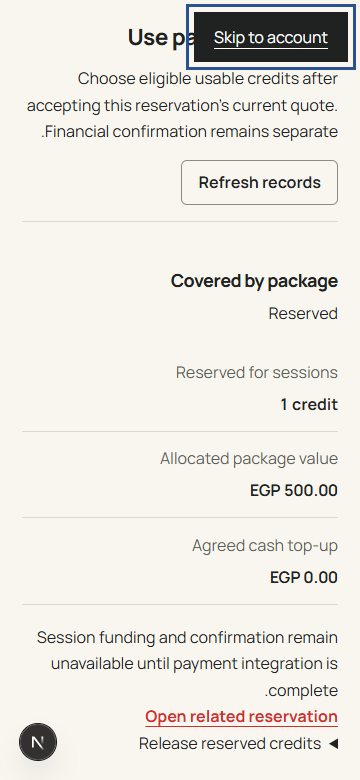 Use pa
Skip to account
Choose eligible usable credits after
accepting this reservation's current quote.
.Financial confirmation remains separate
Refresh records
Covered by package
Reserved
Reserved for sessions
1 credit
Allocated package value
EGP 500.00
Agreed cash top-up
EGP 0.00
Session funding and confirmation remain
unavailable until payment integration is
.complete
Open related reservation
Release reserved credits ◀
N